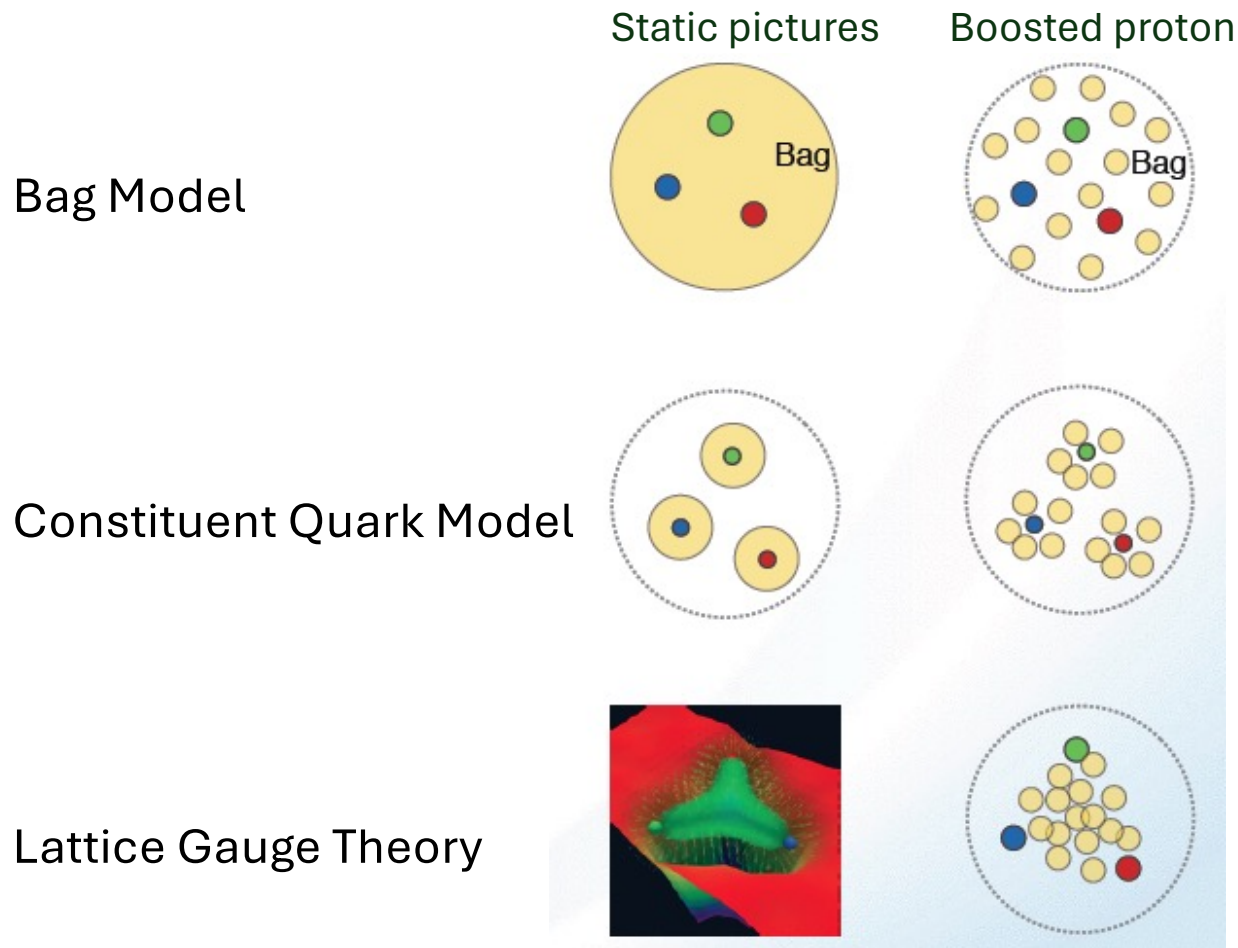 Static pictures
Boosted proton
Bag Model
Bag
Bag
Constituent Quark Model
Lattice Gauge Theory